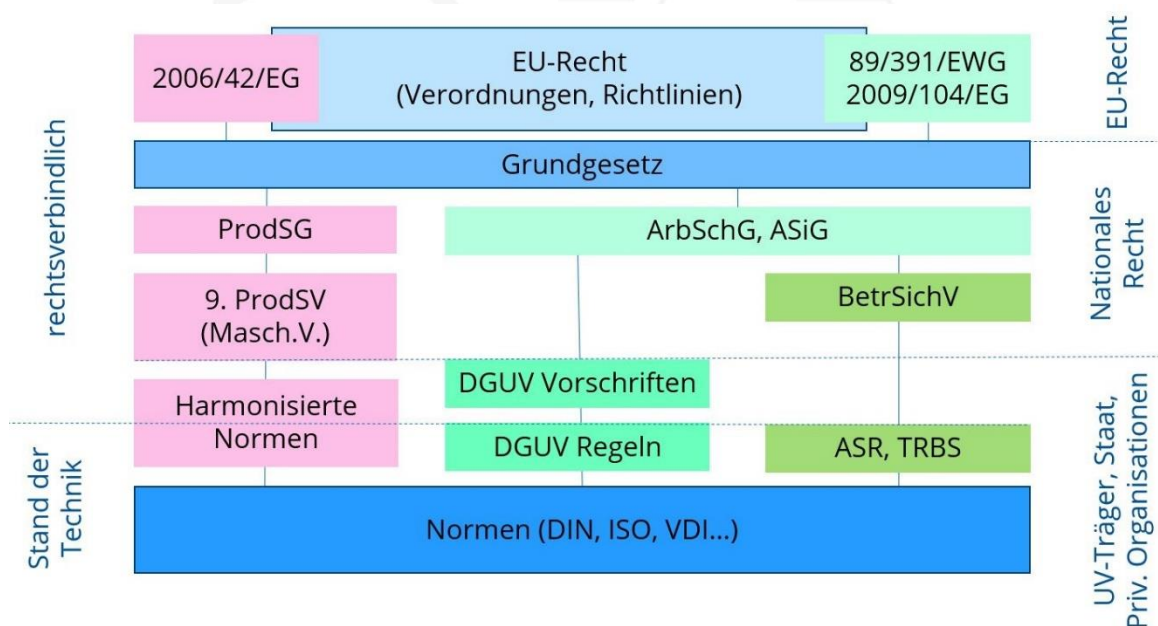 2006/42/EG
EU-Recht
(Verordnungen, Richtlinien)
89/391/EWG
2009/104/EG
EU-Recht
Grundgesetz
rechtsverbindlich
ProdSG
ArbSchG, ASiG
Nationales
Recht
9. ProdSV
(Masch.V.)
BetrSichV
DGUV Vorschriften
Harmonisierte
Normen
DGUV Regeln
ASR, TRBS
Stand der
Technik
Normen (DIN, ISO, VDI...)
UV-Träger, Staat,
Priv. Organisationen